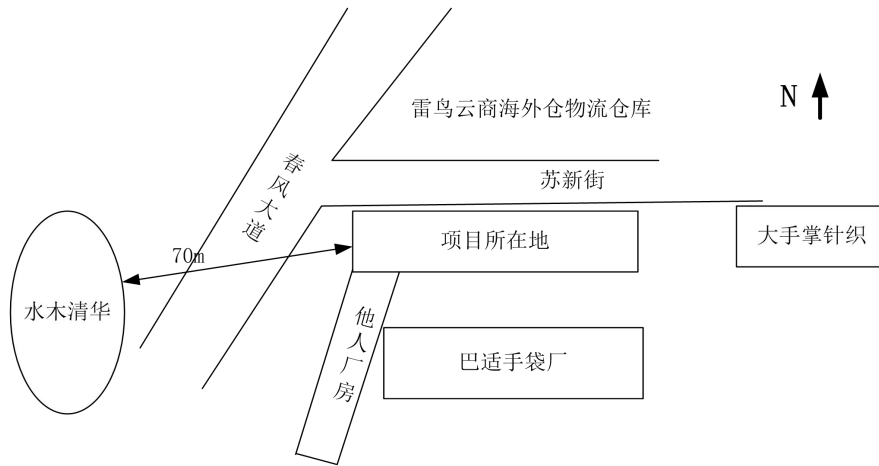 雷鸟云商海外仓物流仓库
N
春风大道
苏新街
项目所在地
大手掌针织
70m
水木清华
他人厂房
巴适手袋厂